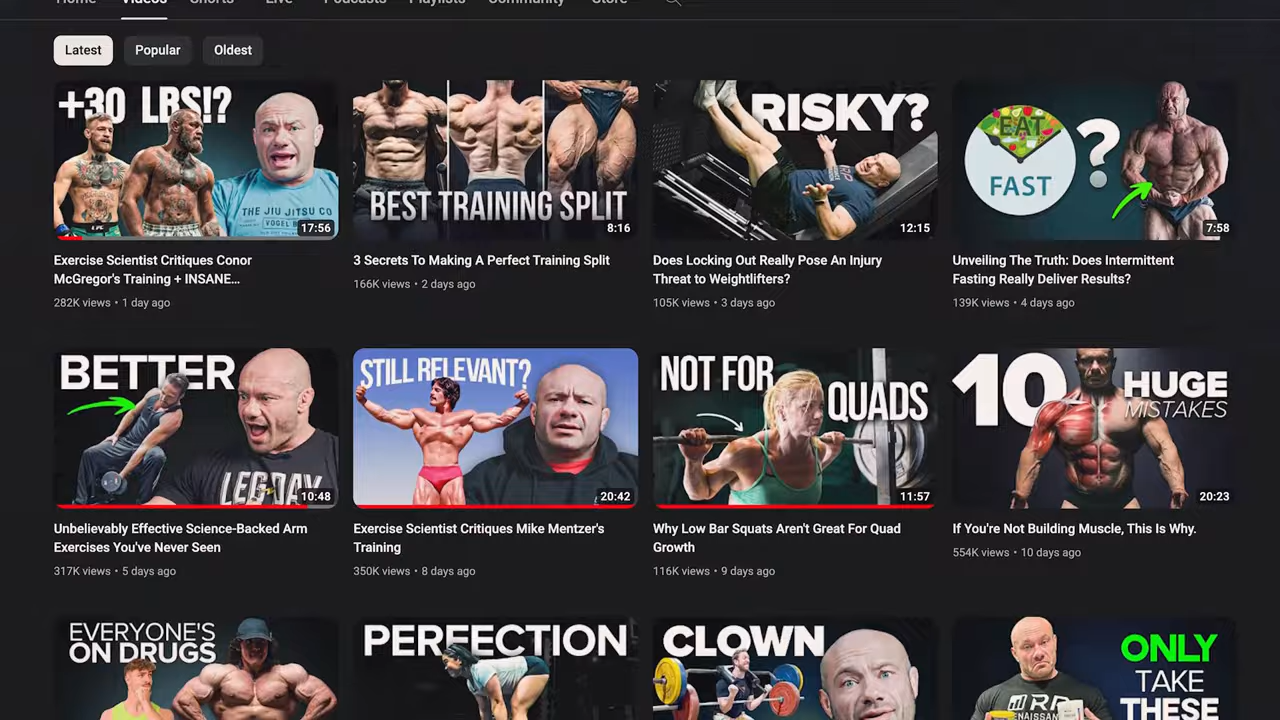 Home Videos Shorts Live Podcasts Playlists Community Store
Latest Popular Oldest
+30 LBS!?
THE JIU JITSU CO
VOGEL B
17:56
BEST TRAINING SPLIT
8:16
RISKY?
RP
12:15
EAT
FAST
?
7:58
Exercise Scientist Critiques Conor
McGregor's Training + INSANE...
282K views • 1 day ago
3 Secrets To Making A Perfect Training Split
166K views • 2 days ago
Does Locking Out Really Pose An Injury
Threat to Weightlifters?
105K views • 3 days ago
Unveiling The Truth: Does Intermittent
Fasting Really Deliver Results?
139K views • 4 days ago
BETTER
LEG DAY
10:48
STILL RELEVANT?
20:42
NOT FOR
QUADS
11:57
10 HUGE
MISTAKES
20:23
Unbelievably Effective Science-Backed Arm
Exercises You've Never Seen
317K views • 5 days ago
Exercise Scientist Critiques Mike Mentzer's
Training
350K views • 8 days ago
Why Low Bar Squats Aren't Great For Quad
Growth
116K views • 9 days ago
If You're Not Building Muscle, This Is Why.
554K views • 10 days ago
EVERYONE'S
ON DRUGS
PERFECTION
CLOWN
RP
ONLY
TAKE
THESE